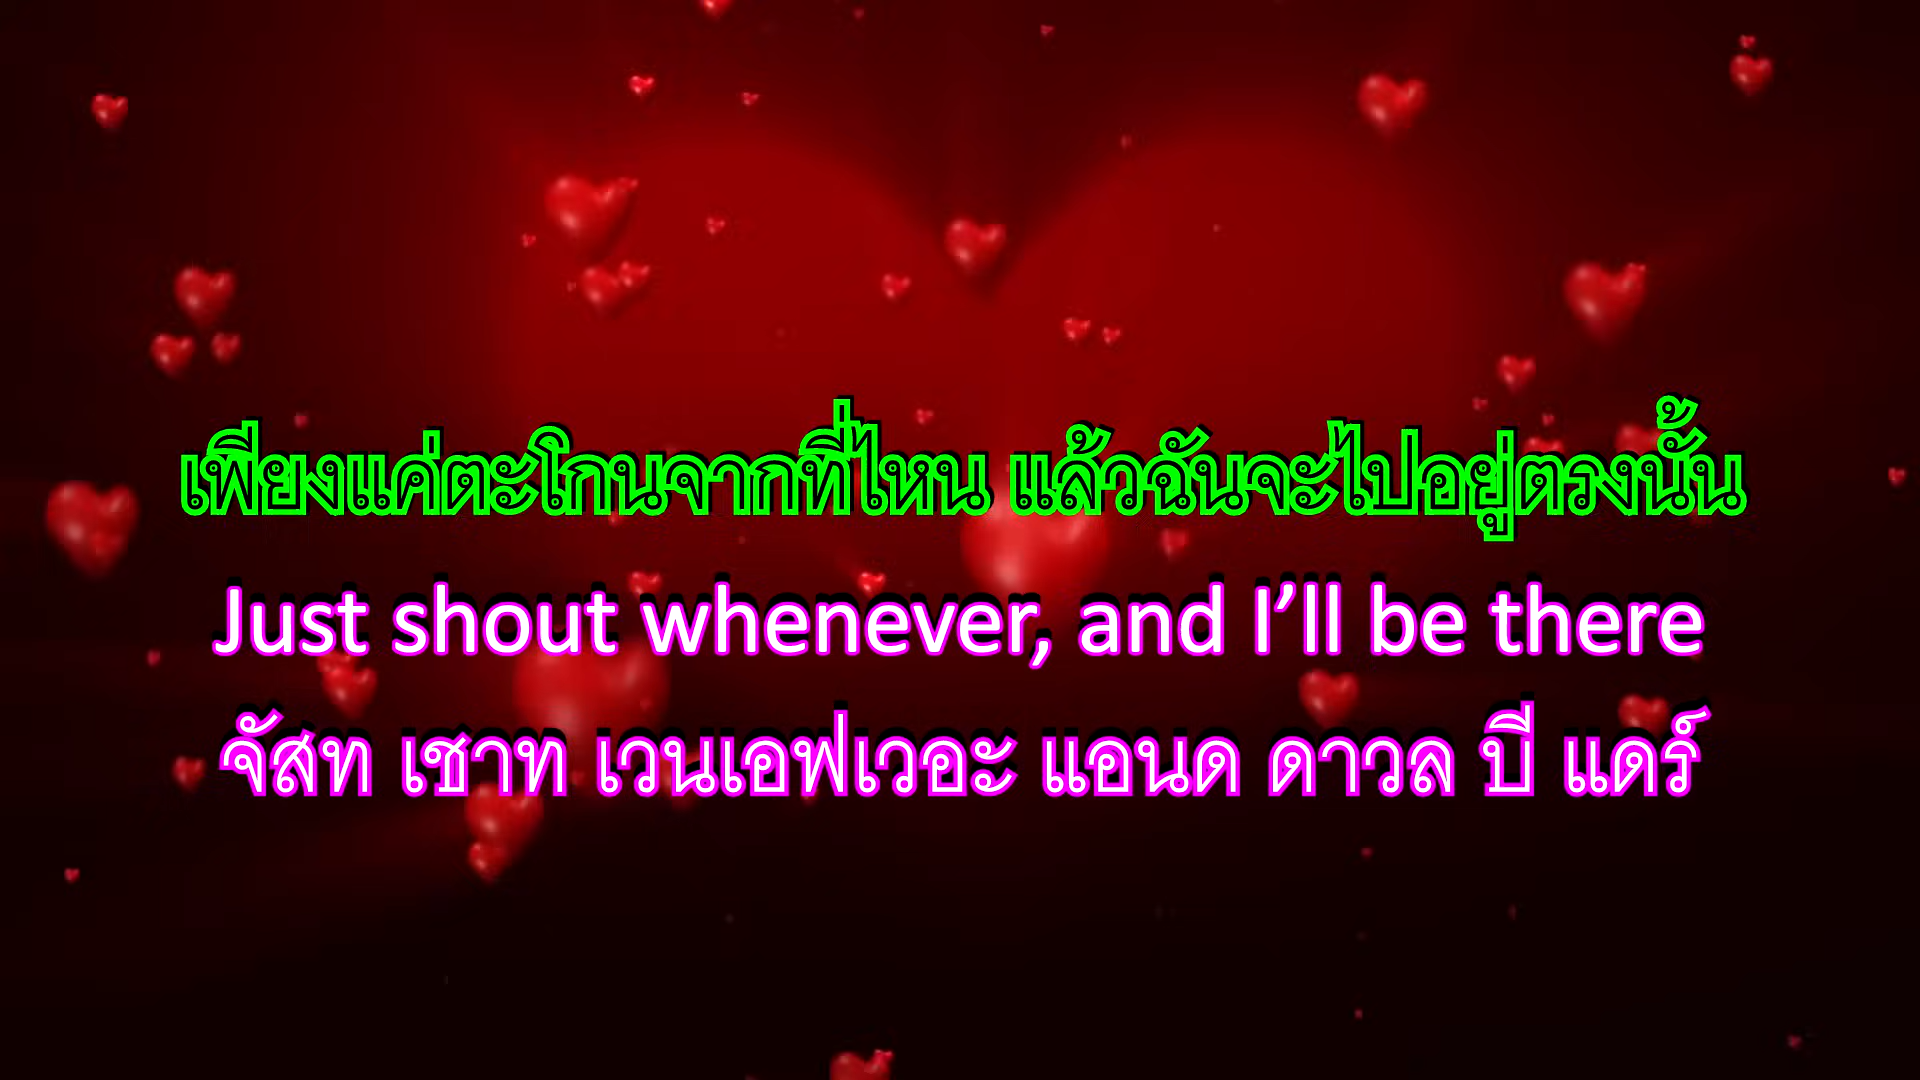 เพียงแค่ตะโกนจากที่ไหน แล้วฉันจะไปอยู่ตรงนั้น
Just shout whenever, and I’ll be there
จัสท เชาท เวนเอฟเวอะ แอนด ดาวล บี แดร์